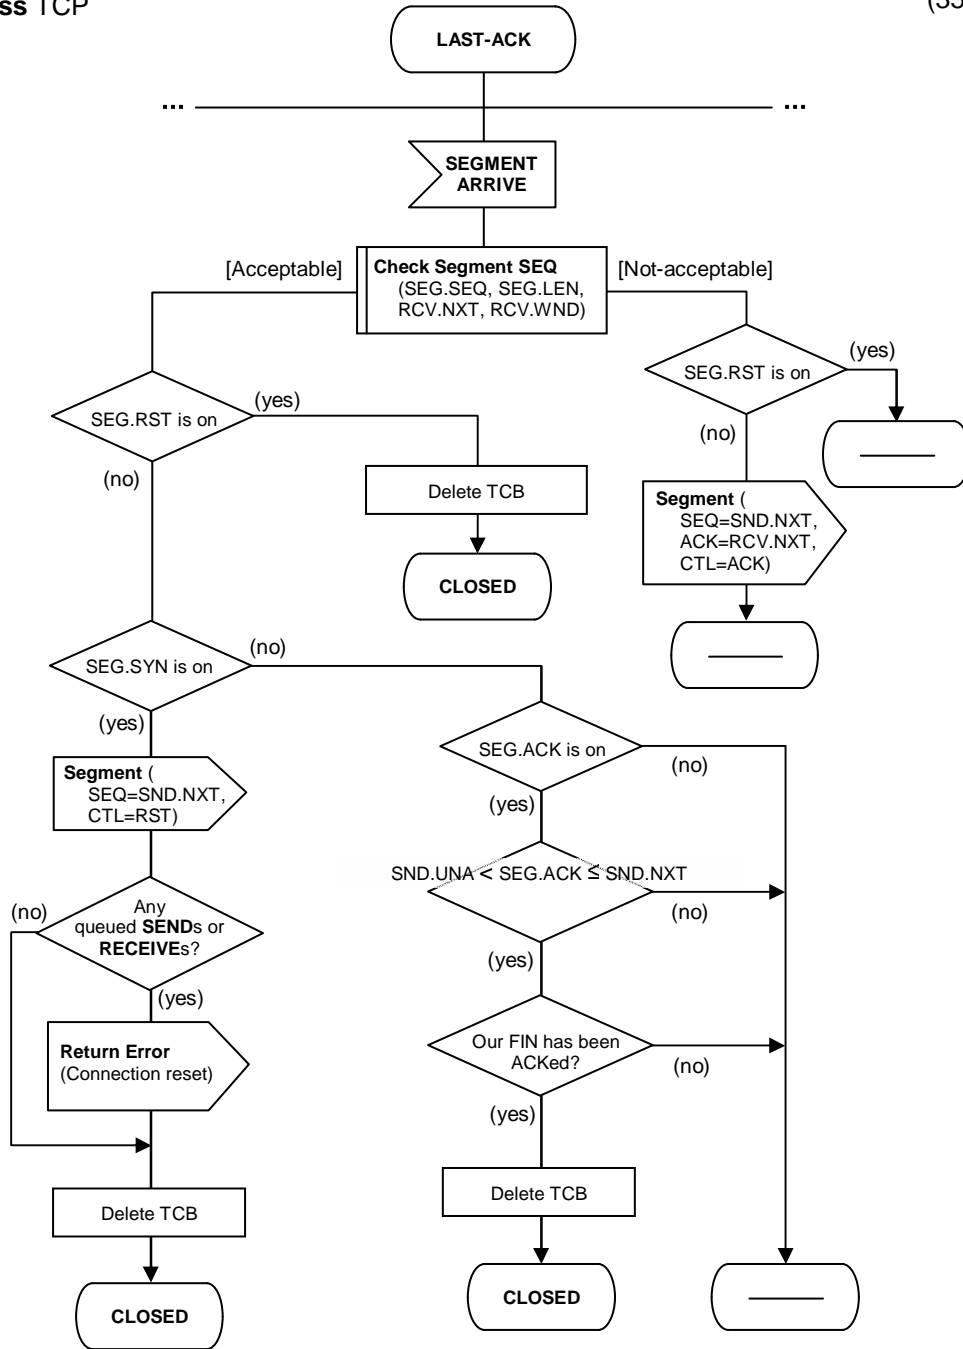 ss TCP
(35
LAST-ACK
... ...
SEGMENT
ARRIVE
[Acceptable]
Check Segment SEQ
(SEG.SEQ, SEG.LEN,
RCV.NXT, RCV.WND)
[Not-acceptable]
SEG.RST is on
(yes)
(no)
SEG.RST is on
(yes)
(no)
Delete TCB
CLOSED
Segment (
SEQ=SND.NXT,
ACK=RCV.NXT,
CTL=ACK)
SEG.SYN is on
(no)
(yes)
SEG.ACK is on
(no)
(yes)
Segment (
SEQ=SND.NXT,
CTL=RST)
SND.UNA < SEG.ACK ≤ SND.NXT
(no)
(yes)
(no)
Any
queued SENDs or
RECEIVEs?
(yes)
Return Error
(Connection reset)
Our FIN has been
ACKed?
(no)
(yes)
Delete TCB
Delete TCB
CLOSED
CLOSED